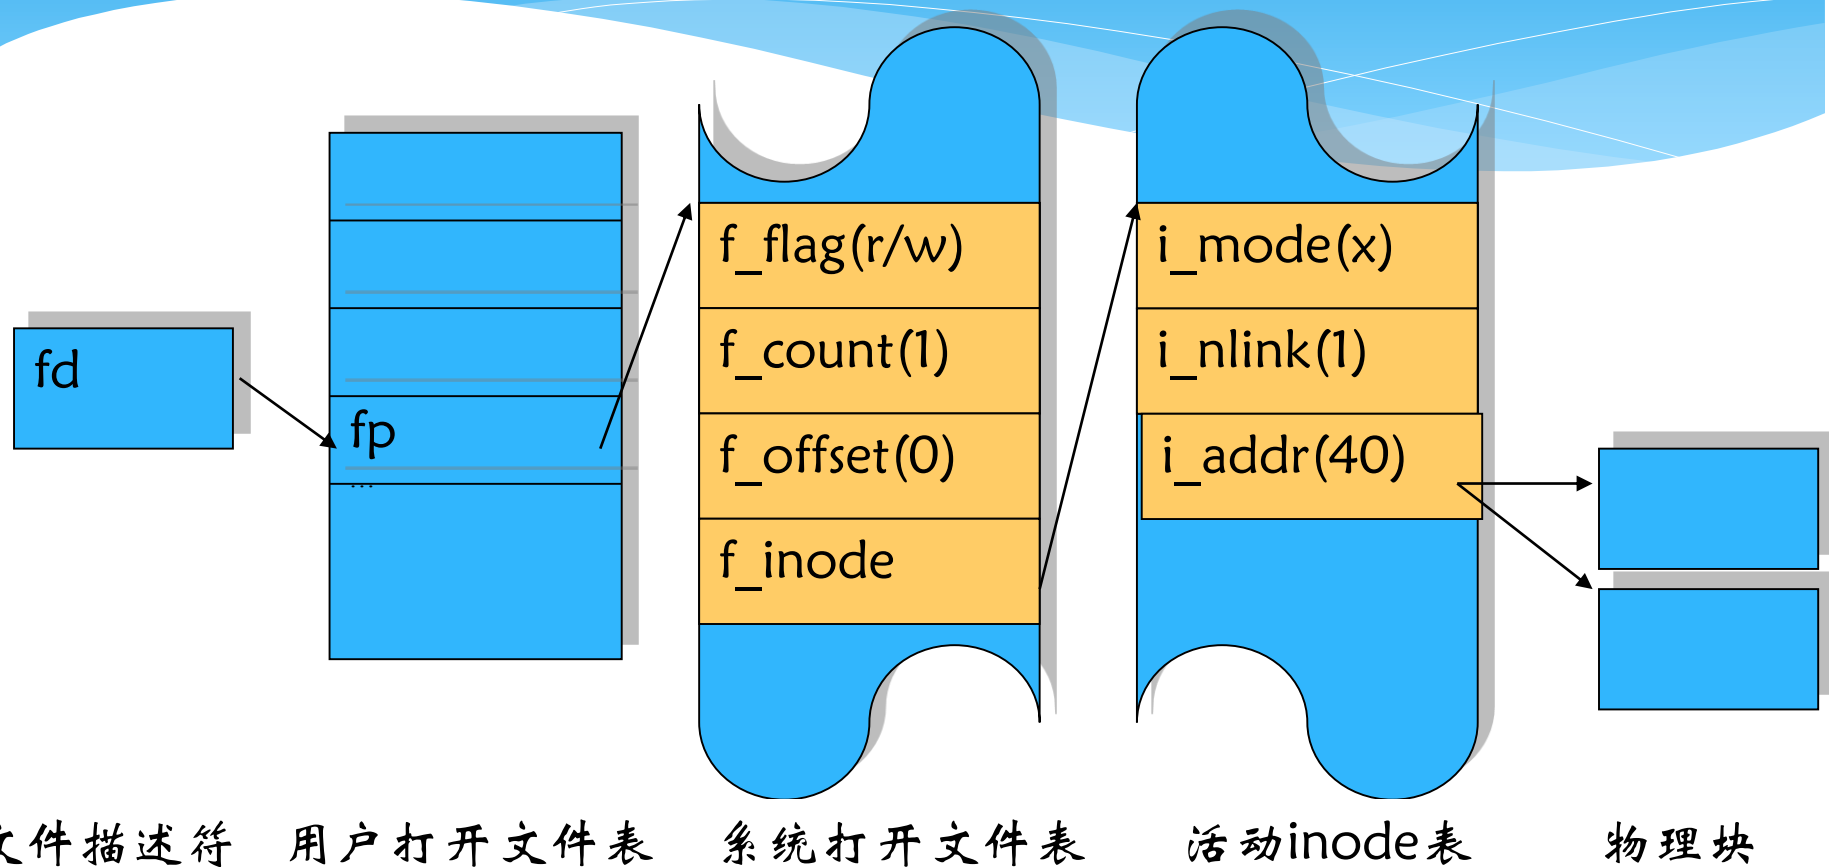 fd
fp
...
f_flag(r/w)
f_count(1)
f_offset(0)
f_inode
i_mode(x)
i_nlink(1)
i_addr(40)
文件描述符
用户打开文件表
系统打开文件表
活动inode表
物理块